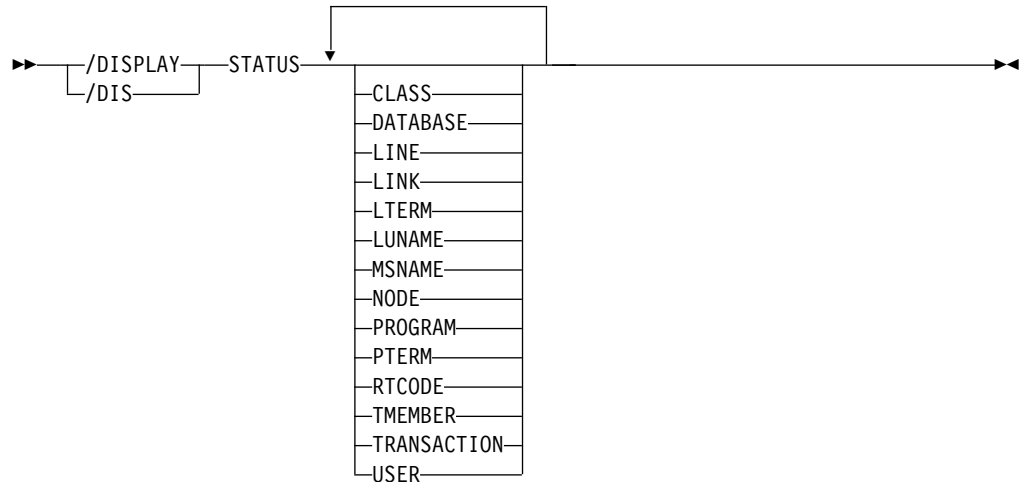 /DISPLAY STATUS
/DIS
CLASS
DATABASE
LINE
LINK
LTERM
LUNAME
MSNAME
NODE
PROGRAM
PTERM
RTCODE
TMEMBER
TRANSACTION
USER